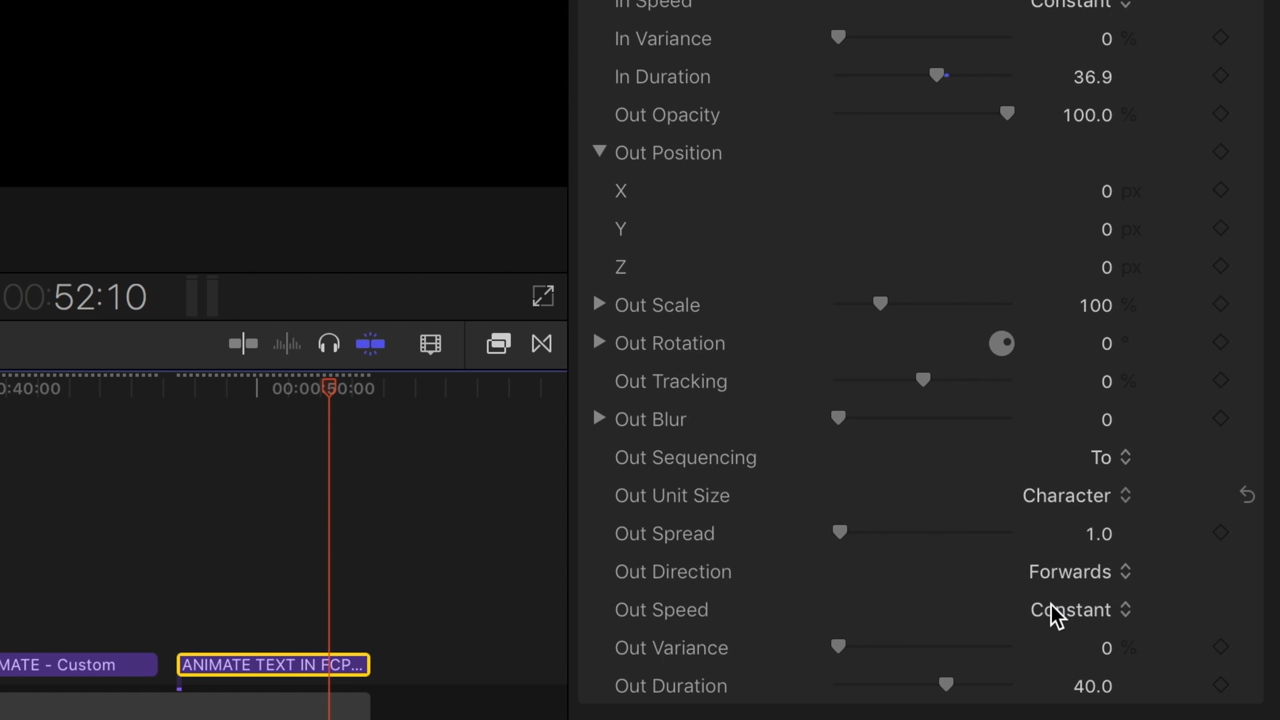 In Speed Constant
In Variance 0 %
In Duration 36.9
Out Opacity 100.0 %
Out Position
X 0 px
Y 0 px
Z 0 px
Out Scale 100 %
Out Rotation 0 °
Out Tracking 0 %
Out Blur 0
Out Sequencing To
Out Unit Size Character
Out Spread 1.0
Out Direction Forwards
Out Speed Constant
Out Variance 0 %
Out Duration 40.0
00:52:10
0:40:00 00:00:50:00
MATE - Custom ANIMATE TEXT IN FCP...